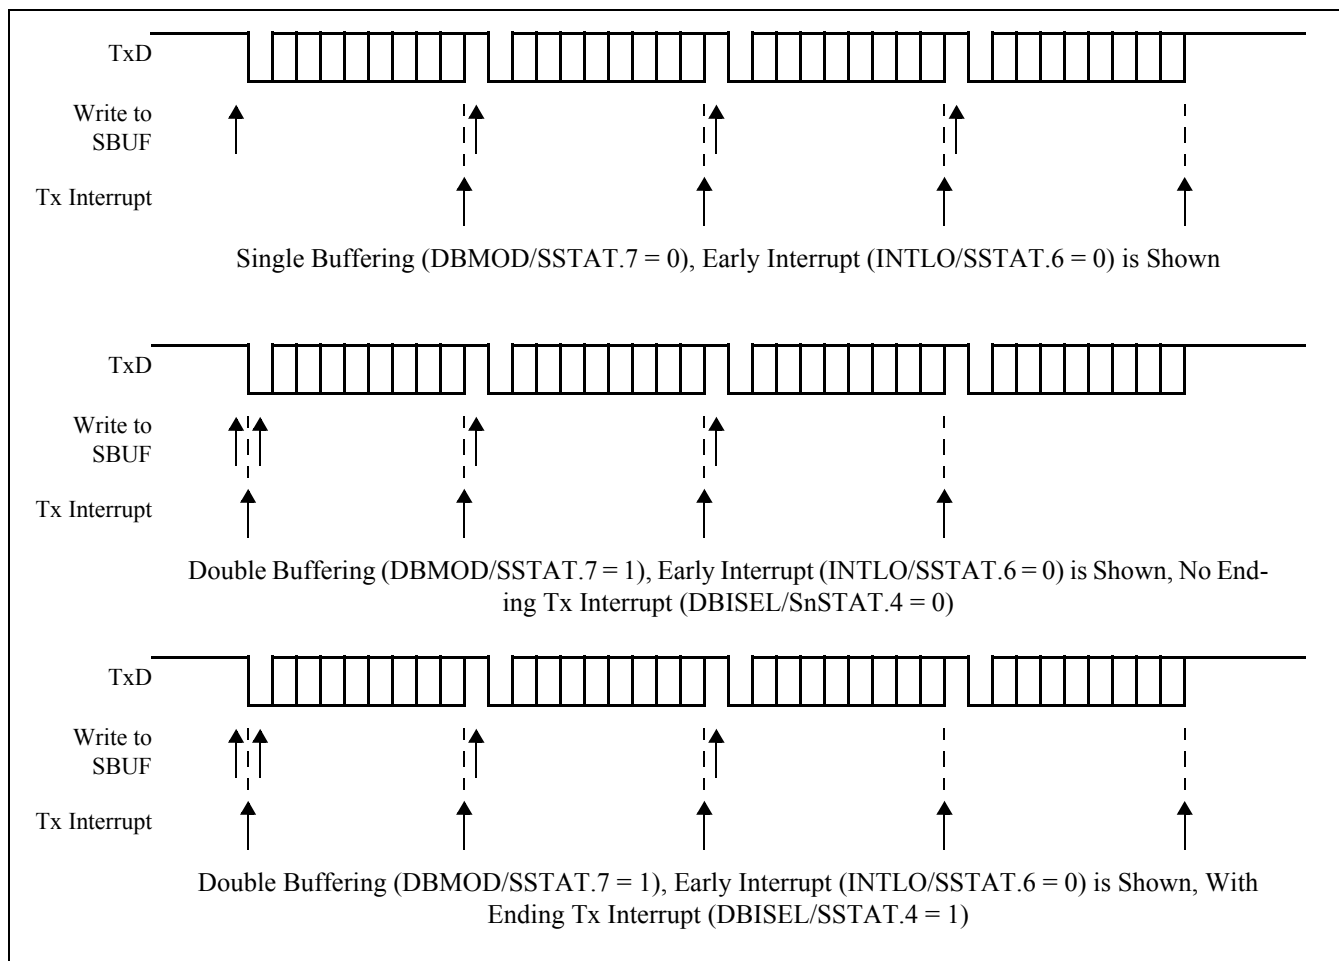 TxD
Write to
SBUF
Tx Interrupt
Single Buffering (DBMOD/SSTAT.7 = 0), Early Interrupt (INTLO/SSTAT.6 = 0) is Shown
TxD
Write to
SBUF
Tx Interrupt
Double Buffering (DBMOD/SSTAT.7 = 1), Early Interrupt (INTLO/SSTAT.6 = 0) is Shown, No End-
ing Tx Interrupt (DBISEL/SnSTAT.4 = 0)
TxD
Write to
SBUF
Tx Interrupt
Double Buffering (DBMOD/SSTAT.7 = 1), Early Interrupt (INTLO/SSTAT.6 = 0) is Shown, With
Ending Tx Interrupt (DBISEL/SSTAT.4 = 1)